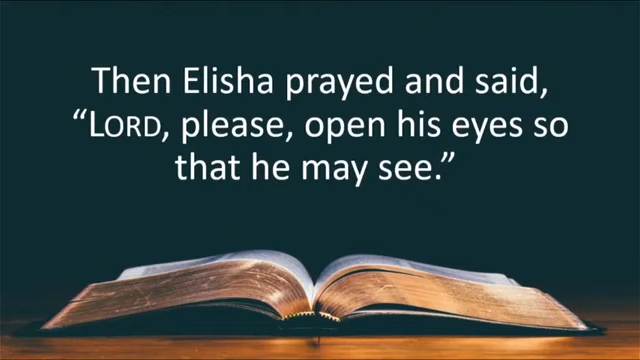 Then Elisha prayed and said,
“LORD, please, open his eyes so
that he may see.”